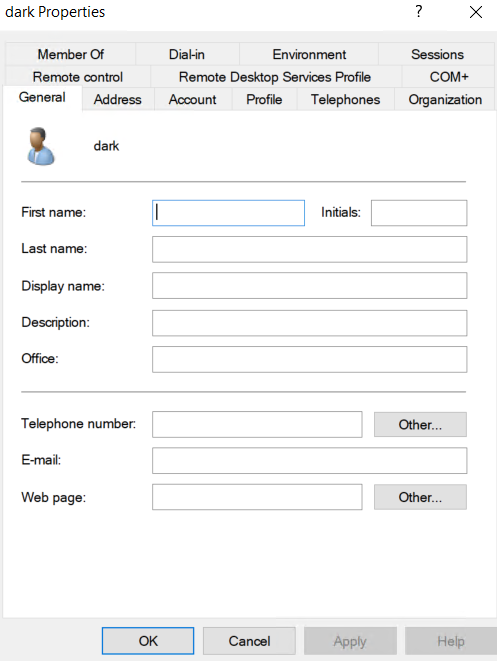 dark Properties ? ×
Member Of Dial-in Environment Sessions
Remote control Remote Desktop Services Profile COM+
General Address Account Profile Telephones Organization
dark
First name: Initials:
Last name:
Display name:
Description:
Office:
Telephone number: Other...
E-mail:
Web page: Other...
OK Cancel Apply Help